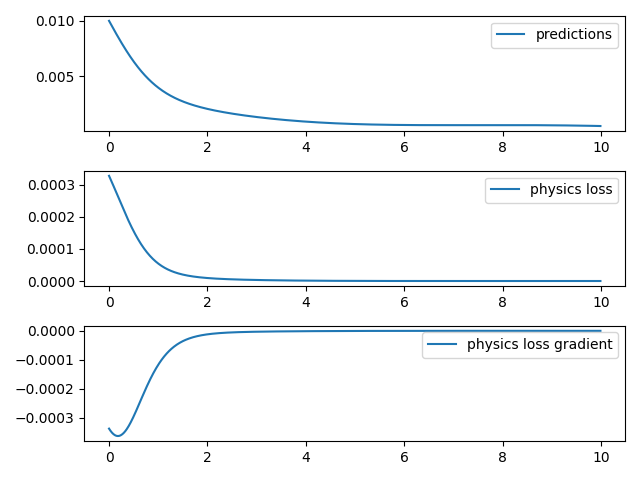 0.010
0.005
predictions
0 2 4 6 8 10
0.0003
0.0002
0.0001
0.0000
physics loss
0 2 4 6 8 10
0.0000
−0.0001
−0.0002
−0.0003
physics loss gradient
0 2 4 6 8 10